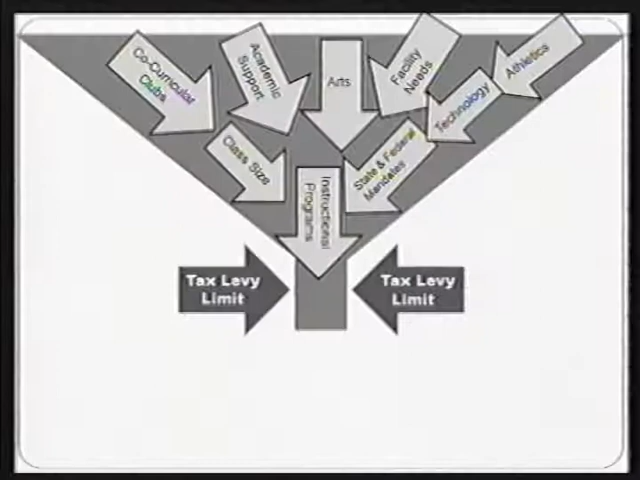 Co-Curricular
Clubs
Academic
Support
Arts
Facility
Needs
Athletics
Technology
Class Size
State & Federal
Mandates
Instructional
Programs
Tax Levy
Limit
Tax Levy
Limit